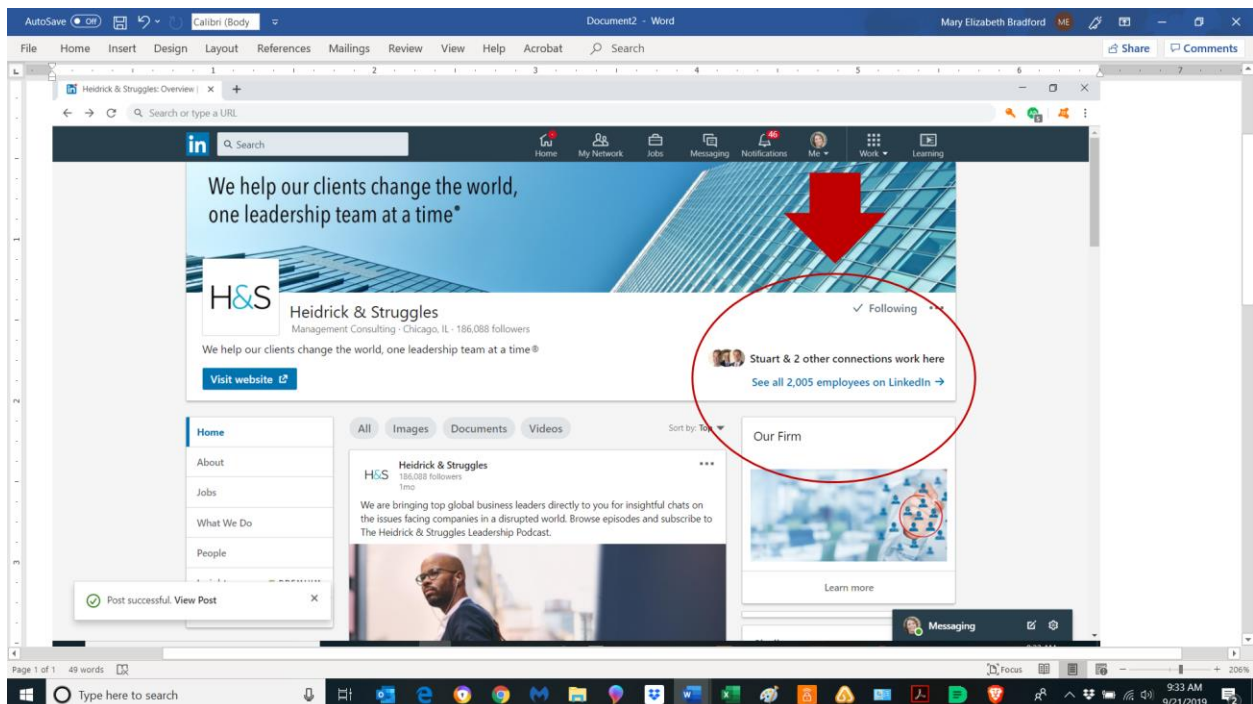 AutoSave Off Calibri (Body Document2 - Word Mary Elizabeth Bradford ME
File Home Insert Design Layout References Mailings Review View Help Acrobat Search Share Comments
1 2 3 4 5 6 7
Heidrick & Struggles: Overview |
Search or type a URL
in Search Home My Network Jobs Messaging 46 Notifications Me Work Learning
We help our clients change the world,
one leadership team at a time®
H&S
Heidrick & Struggles
Management Consulting · Chicago, IL · 186,088 followers
We help our clients change the world, one leadership team at a time®
Visit website
Following
Stuart & 2 other connections work here
See all 2,005 employees on LinkedIn →
Home
About
Jobs
What We Do
People
All Images Documents Videos
Sort by: Top
H&S Heidrick & Struggles
186,088 followers
1mo
We are bringing top global business leaders directly to you for insightful chats on
the issues facing companies in a disrupted world. Browse episodes and subscribe to
The Heidrick & Struggles Leadership Podcast.
Our Firm
Learn more
Post successful. View Post
Messaging
Page 1 of 1 49 words Focus 206%
Type here to search
9:33 AM
9/21/2019